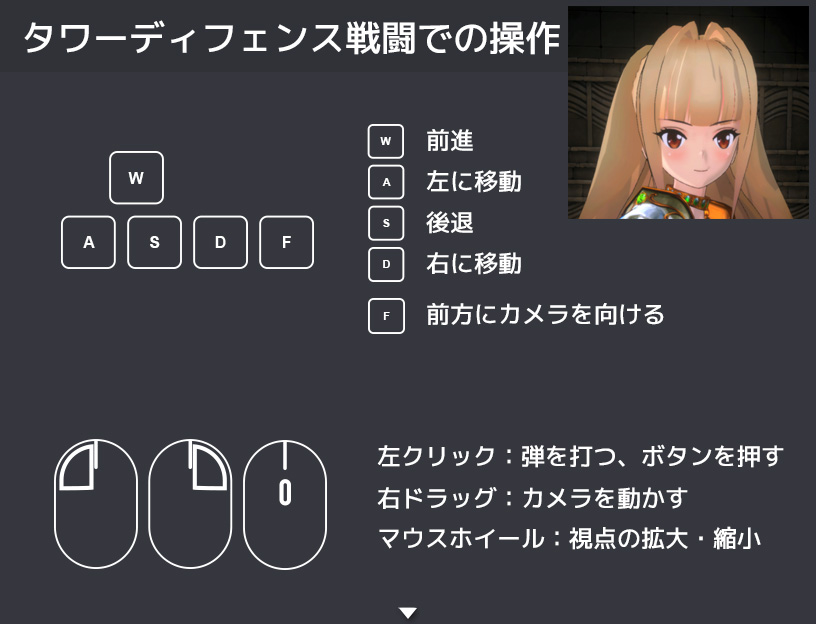 タワーディフェンス戦闘での操作
W
A S D F
W 前進
A 左に移動
S 後退
D 右に移動
F 前方にカメラを向ける
左クリック：弾を打つ、ボタンを押す
右ドラッグ：カメラを動かす
マウスホイール：視点の拡大・縮小